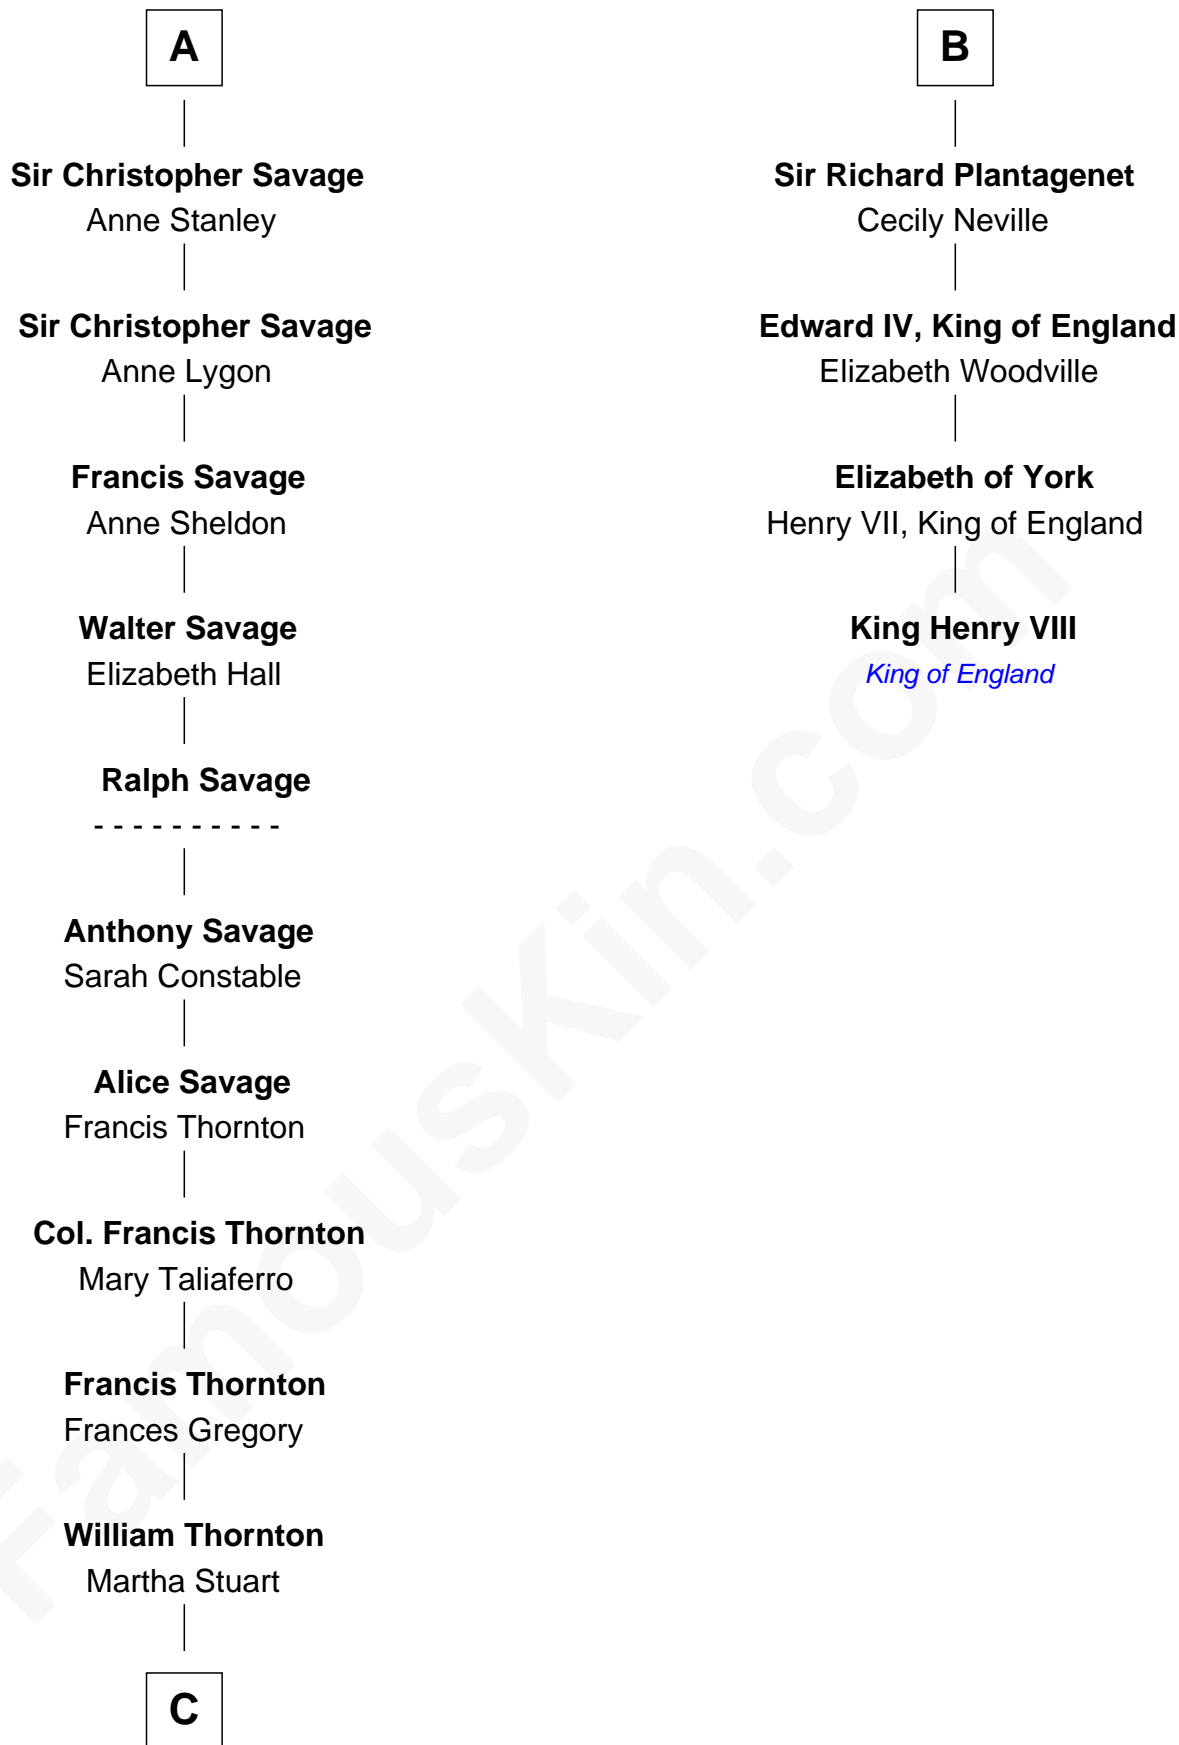 A
Sir Christopher Savage
Anne Stanley
Sir Christopher Savage
Anne Lygon
Francis Savage
Anne Sheldon
Walter Savage
Elizabeth Hall
Ralph Savage
- - - - - - - - - -
Anthony Savage
Sarah Constable
Alice Savage
Francis Thornton
Col. Francis Thornton
Mary Taliaferro
Francis Thornton
Frances Gregory
William Thornton
Martha Stuart
C
B
Sir Richard Plantagenet
Cecily Neville
Edward IV, King of England
Elizabeth Woodville
Elizabeth of York
Henry VII, King of England
King Henry VIII
King of England
FamousKin.com